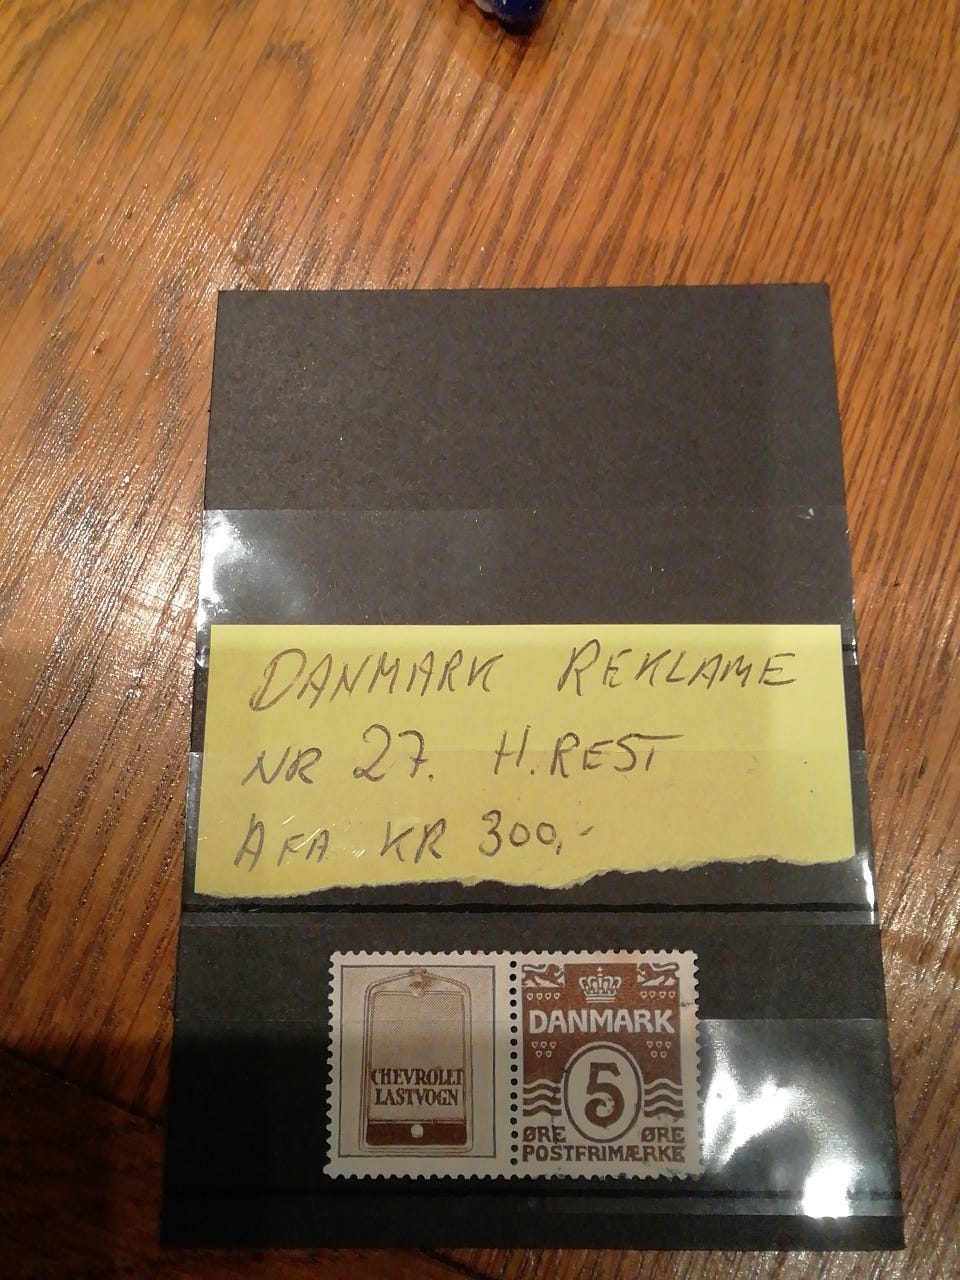 DANMARK REKLAME
NR 27. H. REST
AFA KR 300,-
CHEVROLET
LASTVOGN
DANMARK
5
ØRE ØRE
POSTFRIMÆRKE